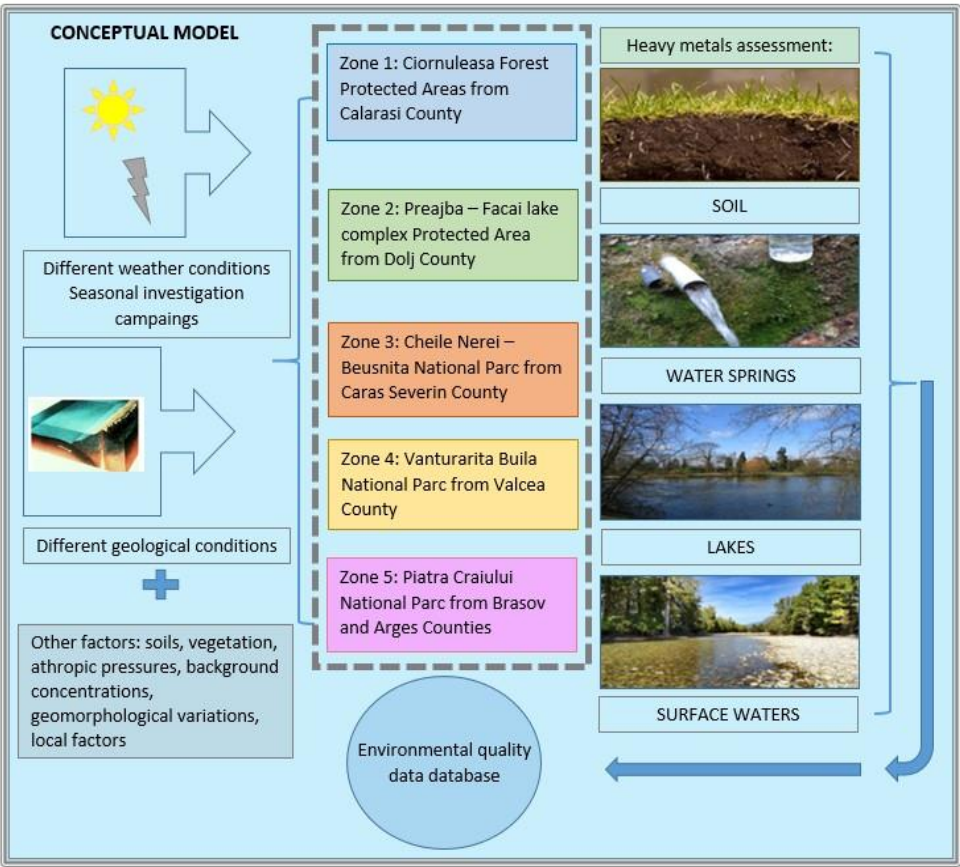 CONCEPTUAL MODEL
Different weather conditions
Seasonal investigation
campaings
Different geological conditions
Other factors: soils, vegetation,
athropic pressures, background
concentrations,
geomorphological variations,
local factors
Zone 1: Ciornuleasa Forest
Protected Areas from
Calarasi County
Zone 2: Preajba – Facai lake
complex Protected Area
from Dolj County
Zone 3: Cheile Nerei –
Beusnita National Parc from
Caras Severin County
Zone 4: Vanturarita Buila
National Parc from Valcea
County
Zone 5: Piatra Craiului
National Parc from Brasov
and Arges Counties
Environmental quality
data database
Heavy metals assessment:
SOIL
WATER SPRINGS
LAKES
SURFACE WATERS